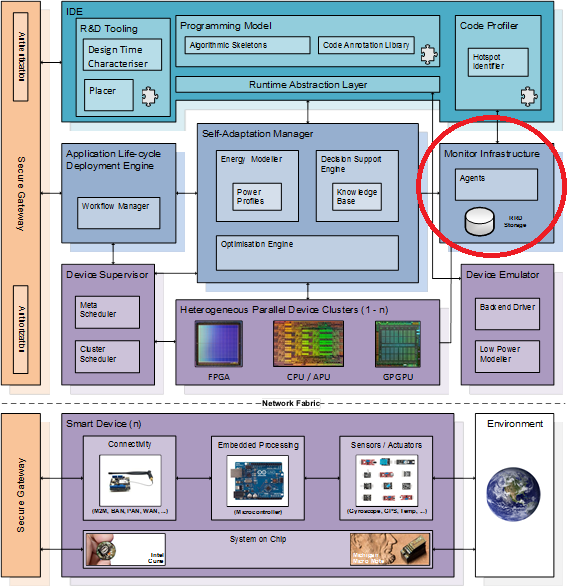 IDE
Authentication
R&D Tooling
Design Time
Characteriser
Placer
Programming Model
Algorithmic Skeletons
Code Annotation Library
Code Profiler
Hotspot
Identifier
Runtime Abstraction Layer
Secure Gateway
Application Life-cycle
Deployment Engine
Workflow Manager
Self-Adaptation Manager
Energy Modeller
Power
Profiles
Decision Support
Engine
Knowledge
Base
Optimisation Engine
Monitor Infrastructure
Agents
RRD
Storage
Authorization
Device Supervisor
Meta
Scheduler
Cluster
Scheduler
Heterogeneous Parallel Device Clusters (1 - n)
FPGA
CPU / APU
GPGPU
Device Emulator
Backend Driver
Low Power
Modeller
Network Fabric
Secure Gateway
Smart Device (n)
Connectivity
(M2M, BAN, PAN, WAN, ...)
Embedded Processing
(Microcontroller)
Sensors / Actuators
(Gyroscope, GPS, Temp, ...)
System on Chip
Intel
Curie
Michigan
Micro Mote
Environment